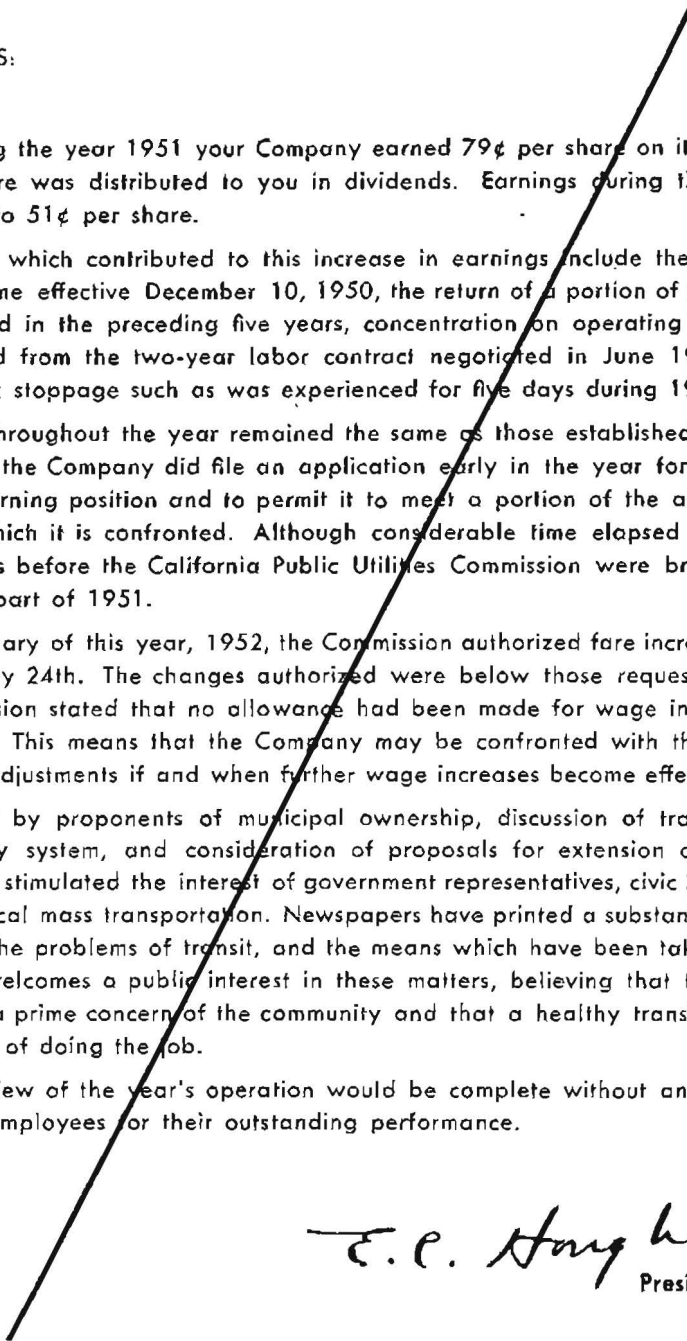 S:
g the year 1951 your Company earned 79¢ per share on it
re was distributed to you in dividends. Earnings during t
to 51¢ per share.
which contributed to this increase in earnings include the
me effective December 10, 1950, the return of a portion of
d in the preceding five years, concentration on operating
d from the two-year labor contract negotiated in June 19
stoppage such as was experienced for five days during 19
hroughout the year remained the same as those established
the Company did file an application early in the year for
rning position and to permit it to meet a portion of the a
hich it is confronted. Although considerable time elapsed
s before the California Public Utilities Commission were br
part of 1951.
ary of this year, 1952, the Commission authorized fare incre
y 24th. The changes authorized were below those reques
sion stated that no allowance had been made for wage in
This means that the Company may be confronted with th
djustments if and when further wage increases become effe
by proponents of municipal ownership, discussion of tra
y system, and consideration of proposals for extension o
stimulated the interest of government representatives, civic
cal mass transportation. Newspapers have printed a substan
he problems of transit, and the means which have been tak
elcomes a public interest in these matters, believing that t
a prime concern of the community and that a healthy trans
of doing the job.
ew of the year's operation would be complete without an
mployees for their outstanding performance.
E. C. Hough
Presi